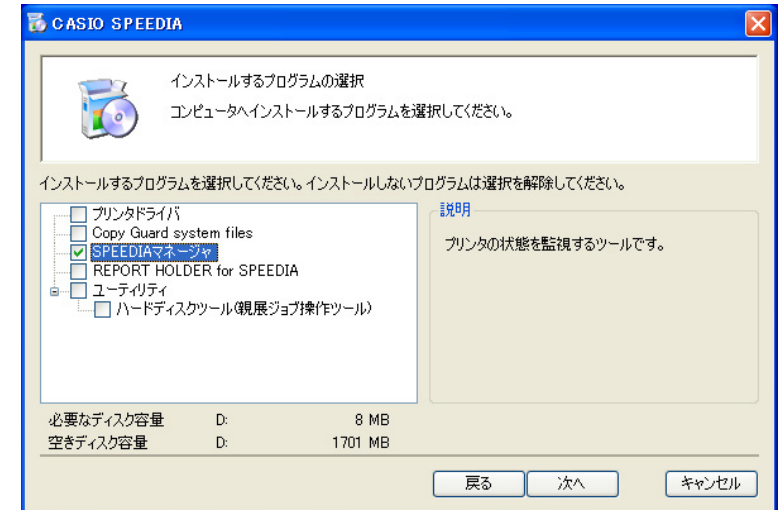 CASIO SPEEDIA
インストールするプログラムの選択
コンピュータへインストールするプログラムを選択してください。
インストールするプログラムを選択してください。インストールしないプログラムは選択を解除してください。
プリンタドライバ
Copy Guard system files
SPEEDIAマネージャ
REPORT HOLDER for SPEEDIA
ユーティリティ
ハードディスクツール(親展ジョブ操作ツール)
説明
プリンタの状態を監視するツールです。
必要なディスク容量 D: 8 MB
空きディスク容量 D: 1701 MB
戻る 次へ キャンセル